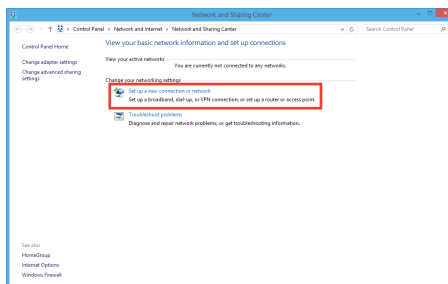 Network and Sharing Center
Control Panel ▸ Network and Internet ▸ Network and Sharing Center
Search Control Panel
Control Panel Home
Change adapter settings
Change advanced sharing
settings
View your basic network information and set up connections
View your active networks
You are currently not connected to any networks.
Change your networking settings
Set up a new connection or network
Set up a broadband, dial-up, or VPN connection; or set up a router or access point.
Troubleshoot problems
Diagnose and repair network problems, or get troubleshooting information.
See also
HomeGroup
Internet Options
Windows Firewall